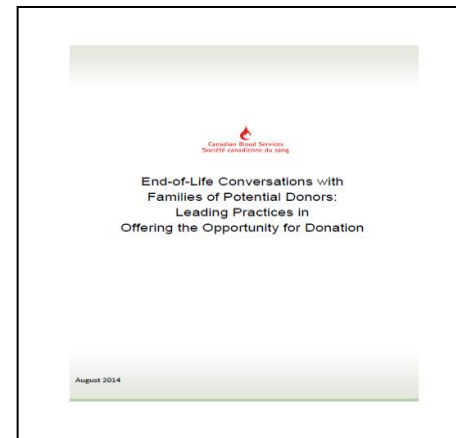 Canadian Blood Services
Société canadienne du sang
End-of-Life Conversations with
Families of Potential Donors:
Leading Practices in
Offering the Opportunity for Donation
August 2014